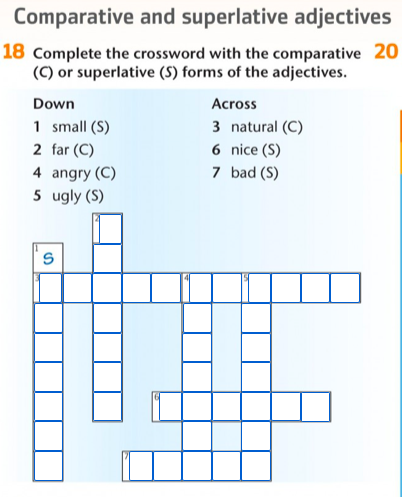 Comparative and superlative adjectives
18 Complete the crossword with the comparative 20
(C) or superlative (S) forms of the adjectives.
Down
1 small (S)
2 far (C)
4 angry (C)
5 ugly (S)
Across
3 natural (C)
6 nice (S)
7 bad (S)
2
1
S
3 4 5
6
7